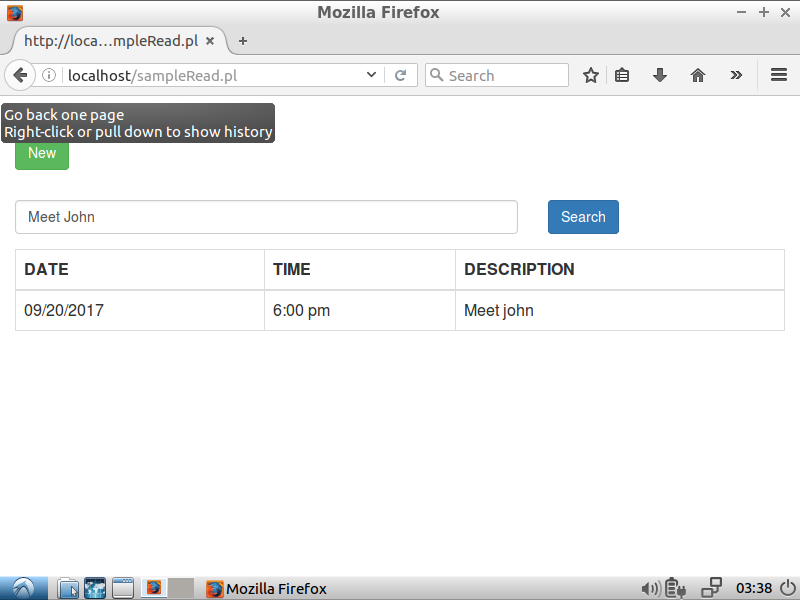 Mozilla Firefox
http://loca...mpleRead.pl
localhost/sampleRead.pl
Search
Go back one page
Right-click or pull down to show history
New
Meet John
Search
DATE TIME DESCRIPTION
09/20/2017 6:00 pm Meet john
Mozilla Firefox
03:38